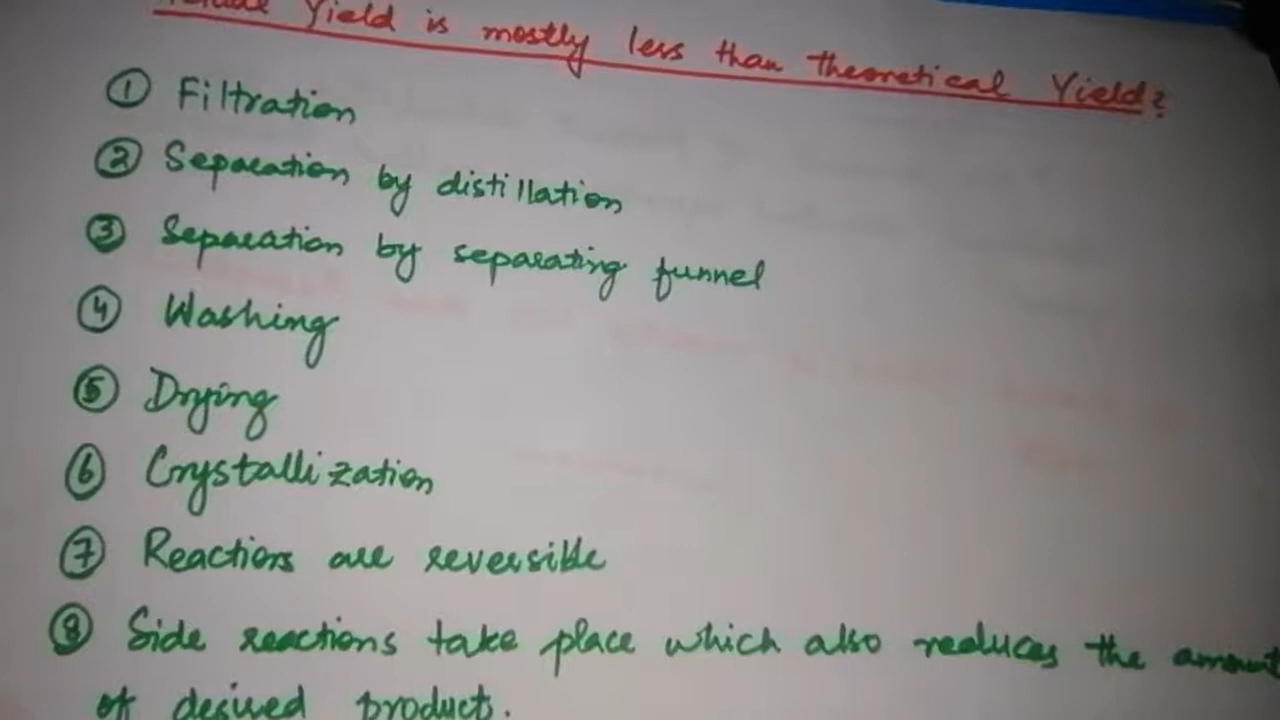 Yield is mostly less than theoretical Yield?
① Filtration
② Separation by distillation
③ Separation by separating funnel
④ Washing
⑤ Drying
⑥ Crystallization
⑦ Reactions are reversible
⑧ Side reactions take place which also reduces the amount
of desired product.